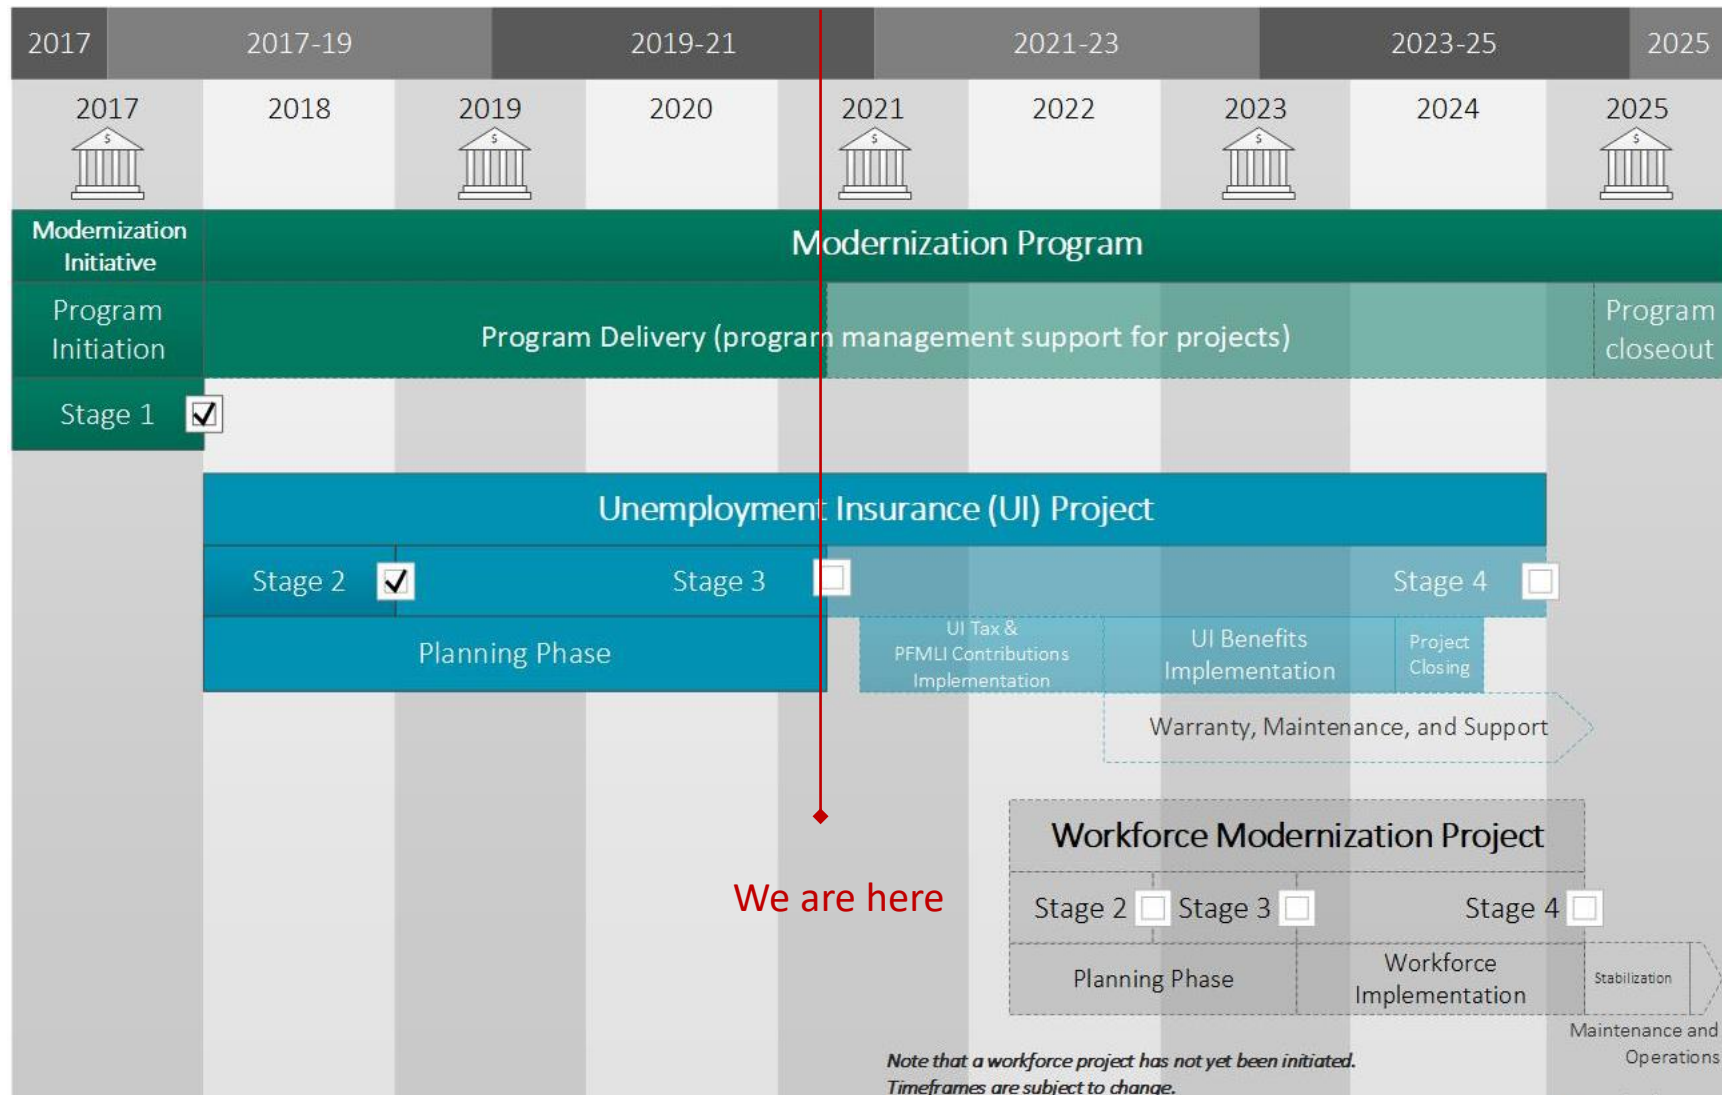 2017 2017-19 2019-21 2021-23 2023-25 2025
2017 2018 2019 2020 2021 2022 2023 2024 2025
$ $ $ $ $
Modernization
Initiative
Modernization Program
Program
Initiation
Program Delivery (program management support for projects)
Program
closeout
Stage 1
Unemployment Insurance (UI) Project
Stage 2 Stage 3 Stage 4
Planning Phase
UI Tax &
PFMLI Contributions
Implementation
UI Benefits
Implementation
Project
Closing
Warranty, Maintenance, and Support
We are here
Workforce Modernization Project
Stage 2 Stage 3 Stage 4
Planning Phase
Workforce
Implementation
Stabilization
Maintenance and
Operations
Note that a workforce project has not yet been initiated.
Timeframes are subject to change.